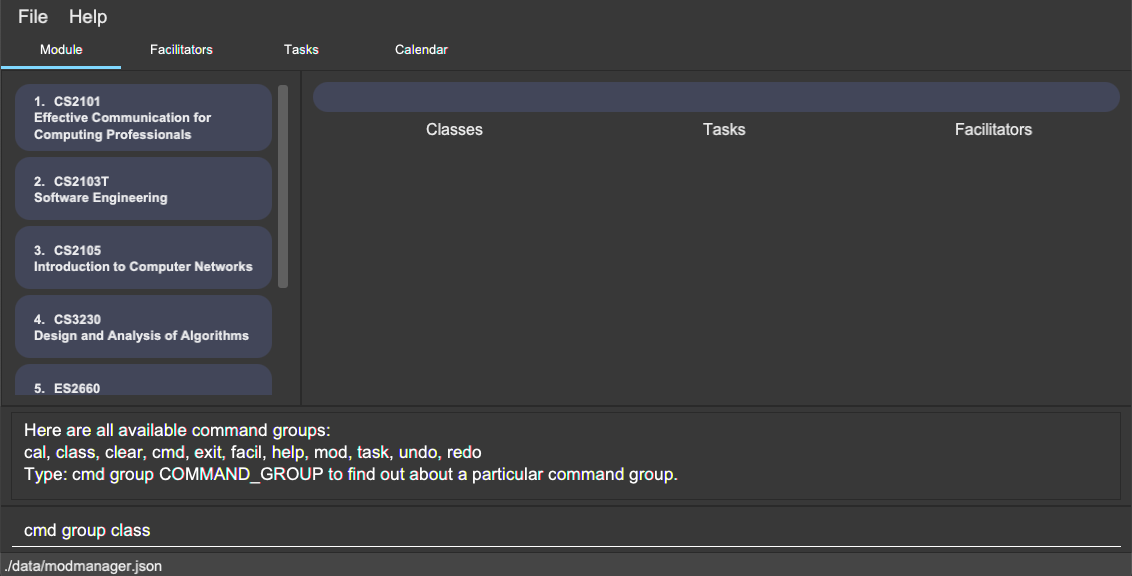 File Help
Module Facilitators Tasks Calendar
1. CS2101
Effective Communication for
Computing Professionals
2. CS2103T
Software Engineering
3. CS2105
Introduction to Computer Networks
4. CS3230
Design and Analysis of Algorithms
5. ES2660
Classes Tasks Facilitators
Here are all available command groups:
cal, class, clear, cmd, exit, facil, help, mod, task, undo, redo
Type: cmd group COMMAND_GROUP to find out about a particular command group.
cmd group class
./data/modmanager.json